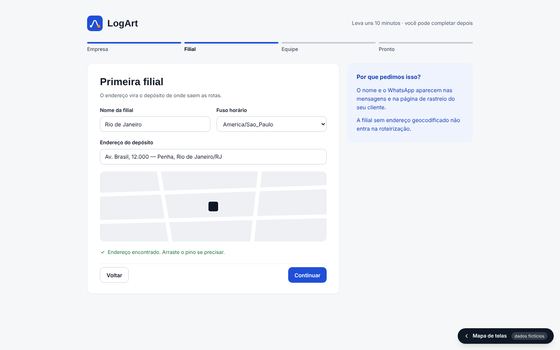 LogArt
Leva uns 10 minutos · você pode completar depois
Empresa
Filial
Equipe
Pronto
Primeira filial
O endereço vira o depósito de onde saem as rotas.
Nome da filial
Fuso horário
Rio de Janeiro
America/Sao_Paulo
Endereço do depósito
Av. Brasil, 12.000 — Penha, Rio de Janeiro/RJ
✓ Endereço encontrado. Arraste o pino se precisar.
Voltar
Continuar
Por que pedimos isso?
O nome e o WhatsApp aparecem nas
mensagens e na página de rastreio do
seu cliente.
A filial sem endereço geocodificado não
entra na roteirização.
Mapa de telas
dados fictícios